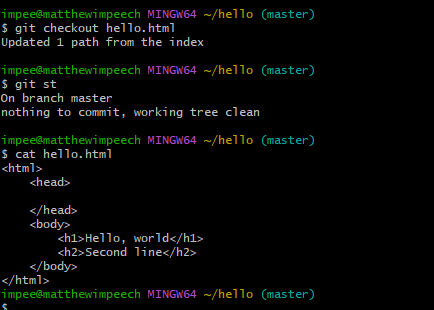 impee@matthewimpeech MINGW64 ~/hello (master)
$ git checkout hello.html
Updated 1 path from the index
impee@matthewimpeech MINGW64 ~/hello (master)
$ git st
On branch master
nothing to commit, working tree clean
impee@matthewimpeech MINGW64 ~/hello (master)
$ cat hello.html
<html>
    <head>

    </head>
    <body>
        <h1>Hello, world</h1>
        <h2>Second line</h2>
    </body>
</html>
impee@matthewimpeech MINGW64 ~/hello (master)
$